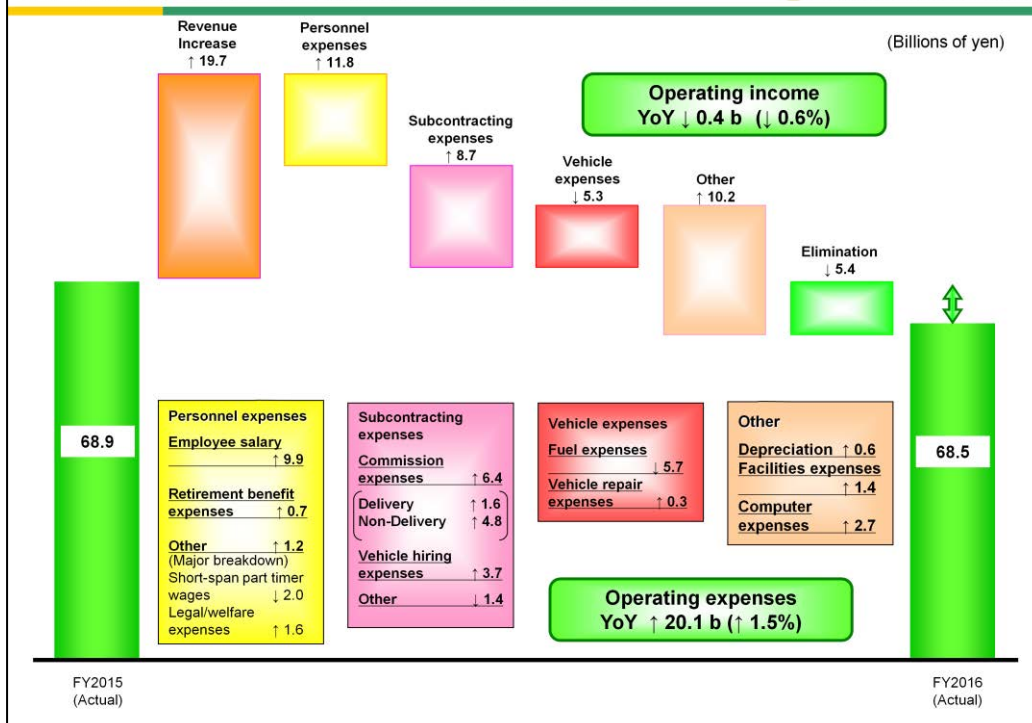 (Billions of yen)
Revenue
Increase
↑ 19.7
Personnel
expenses
↑ 11.8
Subcontracting
expenses
↑ 8.7
Vehicle
expenses
↓ 5.3
Other
↑ 10.2
Elimination
↓ 5.4
Operating income
YoY ↓ 0.4 b (↓ 0.6%)
68.9
Personnel expenses
Employee salary
↑ 9.9
Retirement benefit
expenses ↑ 0.7
Other ↑ 1.2
(Major breakdown)
Short-span part timer
wages ↓ 2.0
Legal/welfare
expenses ↑ 1.6
Subcontracting
expenses
Commission
expenses ↑ 6.4
Delivery ↑ 1.6
Non-Delivery ↑ 4.8
Vehicle hiring
expenses ↑ 3.7
Other ↓ 1.4
Vehicle expenses
Fuel expenses
↓ 5.7
Vehicle repair
expenses ↑ 0.3
Other
Depreciation ↑ 0.6
Facilities expenses
↑ 1.4
Computer
expenses ↑ 2.7
68.5
Operating expenses
YoY ↑ 20.1 b (↑ 1.5%)
FY2015
(Actual)
FY2016
(Actual)